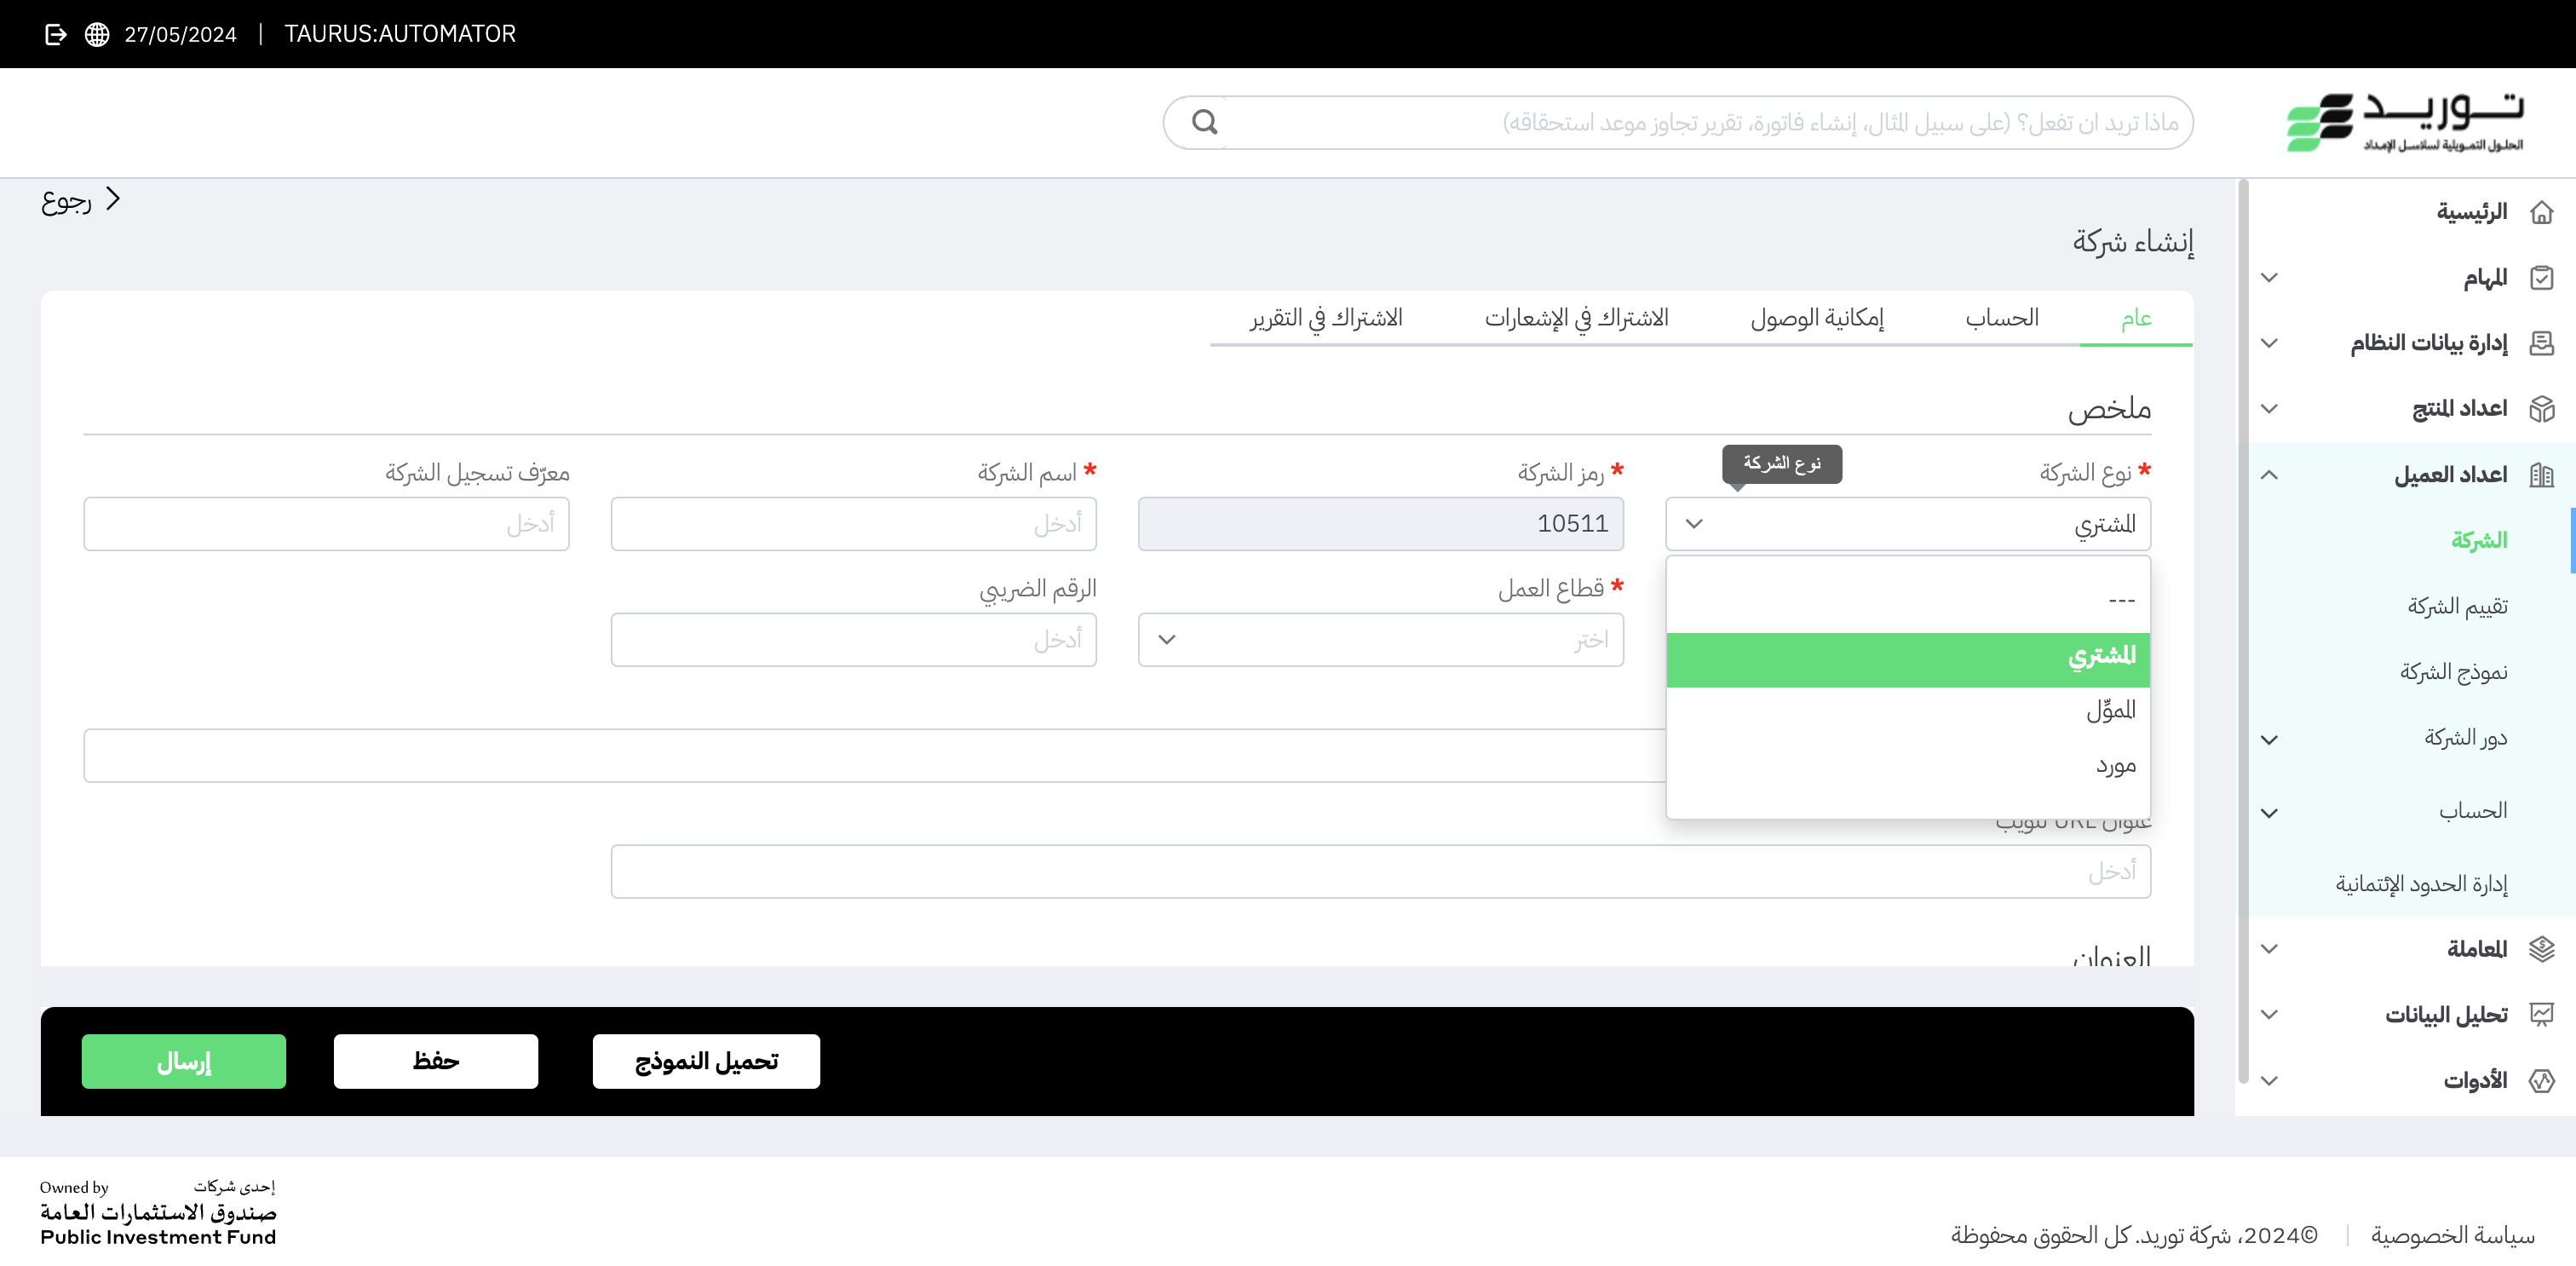 27/05/2024 | TAURUS:AUTOMATOR
توريد
الحلول التمويلية لسلاسل الإمداد
ماذا تريد ان تفعل؟ (على سبيل المثال، إنشاء فاتورة، تقرير تجاوز موعد استحقاقه)
الرئيسية
المهام
إدارة بيانات النظام
اعداد المنتج
اعداد العميل
الشركة
تقييم الشركة
نموذج الشركة
دور الشركة
الحساب
إدارة الحدود الإئتمانية
المعاملة
تحليل البيانات
الأدوات
رجوع
إنشاء شركة
عام الحساب إمكانية الوصول الاشتراك في الإشعارات الاشتراك في التقرير
ملخص
نوع الشركة
* نوع الشركة * رمز الشركة * اسم الشركة معرّف تسجيل الشركة
المشتري 10511 أدخل أدخل
* قطاع العمل الرقم الضريبي
اختر أدخل
---
المشتري
المموِّل
مورد
عنوان URL للويب
أدخل
العنوان
تحميل النموذج حفظ إرسال
سياسة الخصوصية | ©2024، شركة توريد. كل الحقوق محفوظة
إحدى شركات Owned by
صندوق الاستثمارات العامة
Public Investment Fund